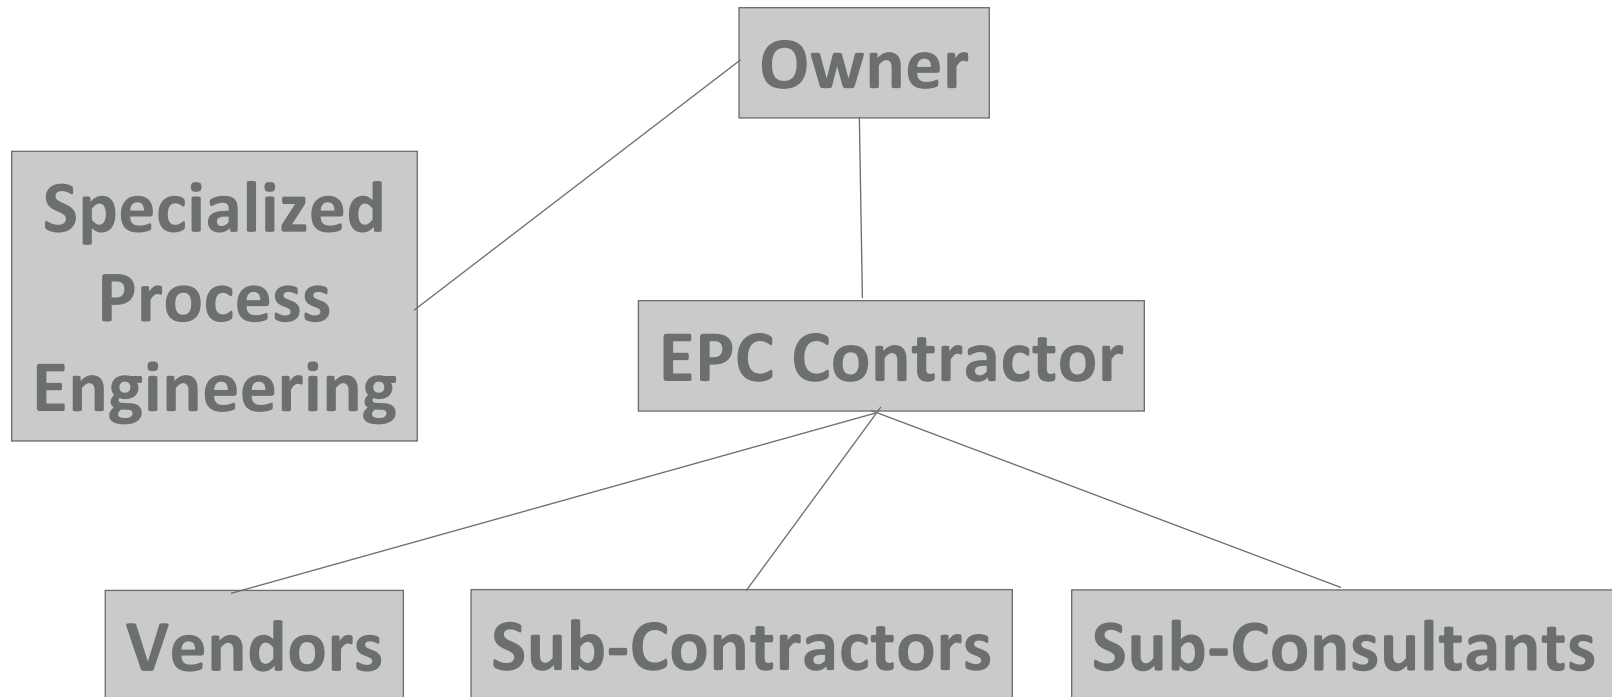 Owner
Specialized
Process
Engineering
EPC Contractor
Vendors
Sub-Contractors
Sub-Consultants